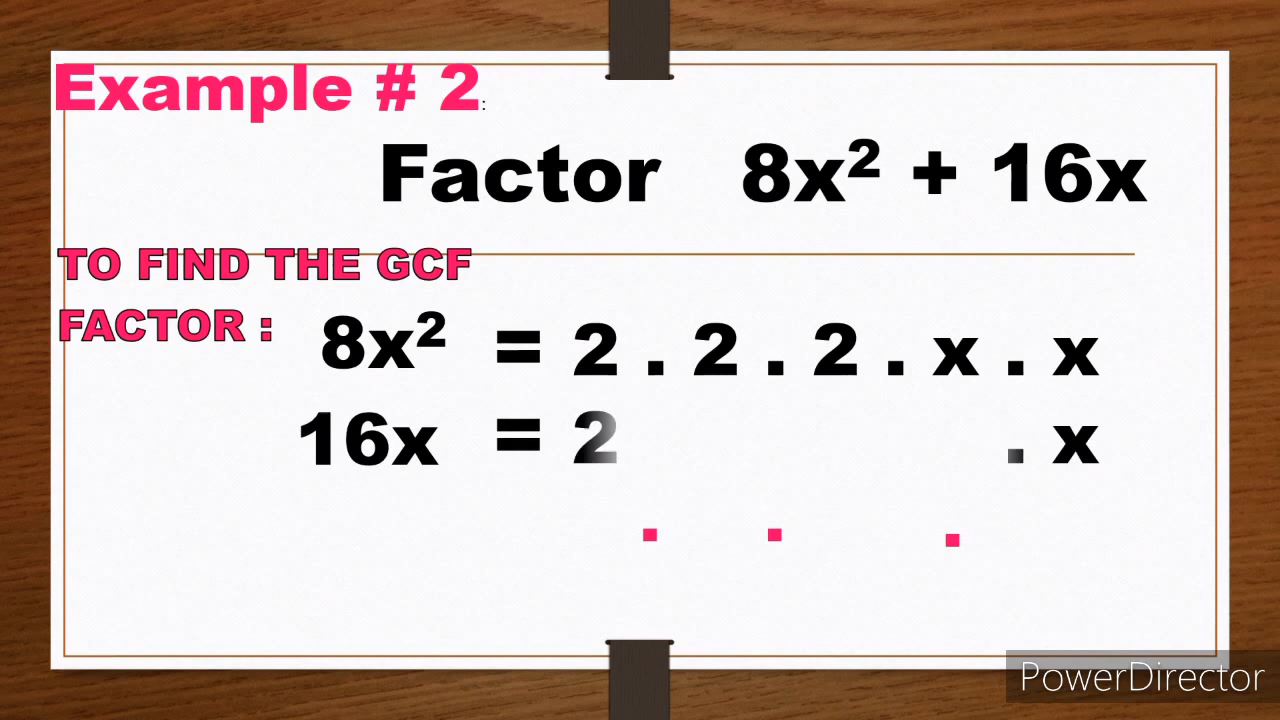 Example # 2:
Factor 8x² + 16x
TO FIND THE GCF
FACTOR :
8x² = 2 . 2 . 2 . x . x
16x = 2 . x
. . .
PowerDirector